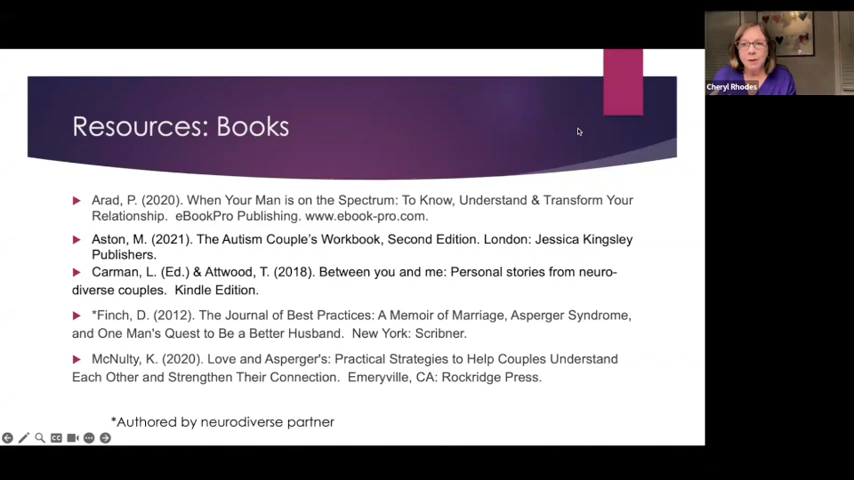 Resources: Books
Arad, P. (2020). When Your Man is on the Spectrum: To Know, Understand & Transform Your
Relationship. eBookPro Publishing. www.ebook-pro.com.
Aston, M. (2021). The Autism Couple's Workbook, Second Edition. London: Jessica Kingsley
Publishers.
Carman, L. (Ed.) & Attwood, T. (2018). Between you and me: Personal stories from neuro-
diverse couples. Kindle Edition.
*Finch, D. (2012). The Journal of Best Practices: A Memoir of Marriage, Asperger Syndrome,
and One Man's Quest to Be a Better Husband. New York: Scribner.
McNulty, K. (2020). Love and Asperger's: Practical Strategies to Help Couples Understand
Each Other and Strengthen Their Connection. Emeryville, CA: Rockridge Press.
*Authored by neurodiverse partner
CC
Cheryl Rhodes